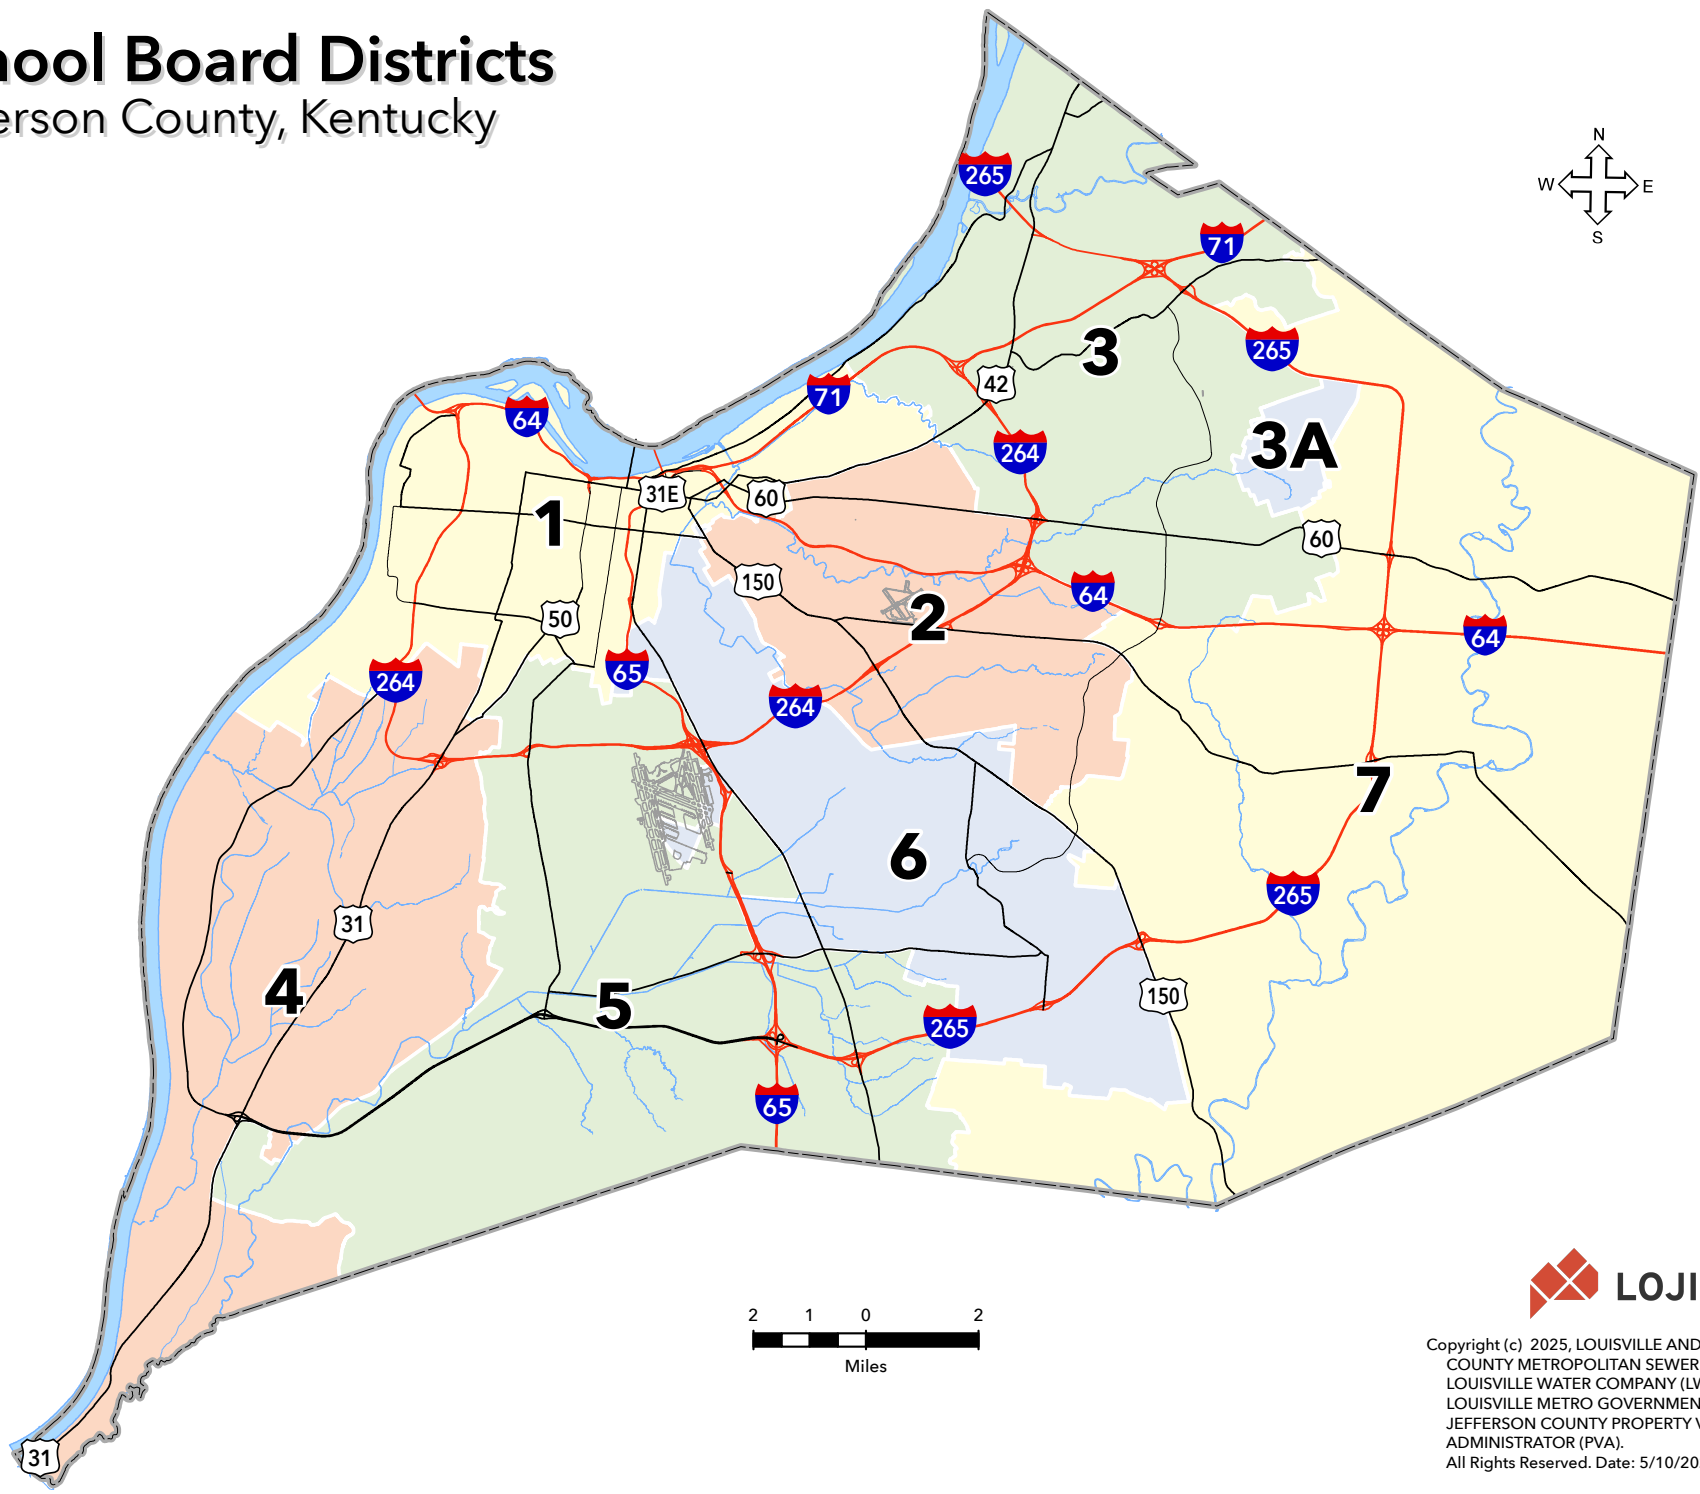 hool Board Districts
erson County, Kentucky
N
W E
S
265
71
265
3
42
71
64
264
3A
31E
60
1
60
150
64
2
50
64
65
264
264
7
6
265
31
4
150
5
265
65
2 1 0 2
Miles
LOJI
Copyright (c) 2025, LOUISVILLE AND
COUNTY METROPOLITAN SEWER
LOUISVILLE WATER COMPANY (LW
LOUISVILLE METRO GOVERNMEN
JEFFERSON COUNTY PROPERTY V
ADMINISTRATOR (PVA).
All Rights Reserved. Date: 5/10/20
31